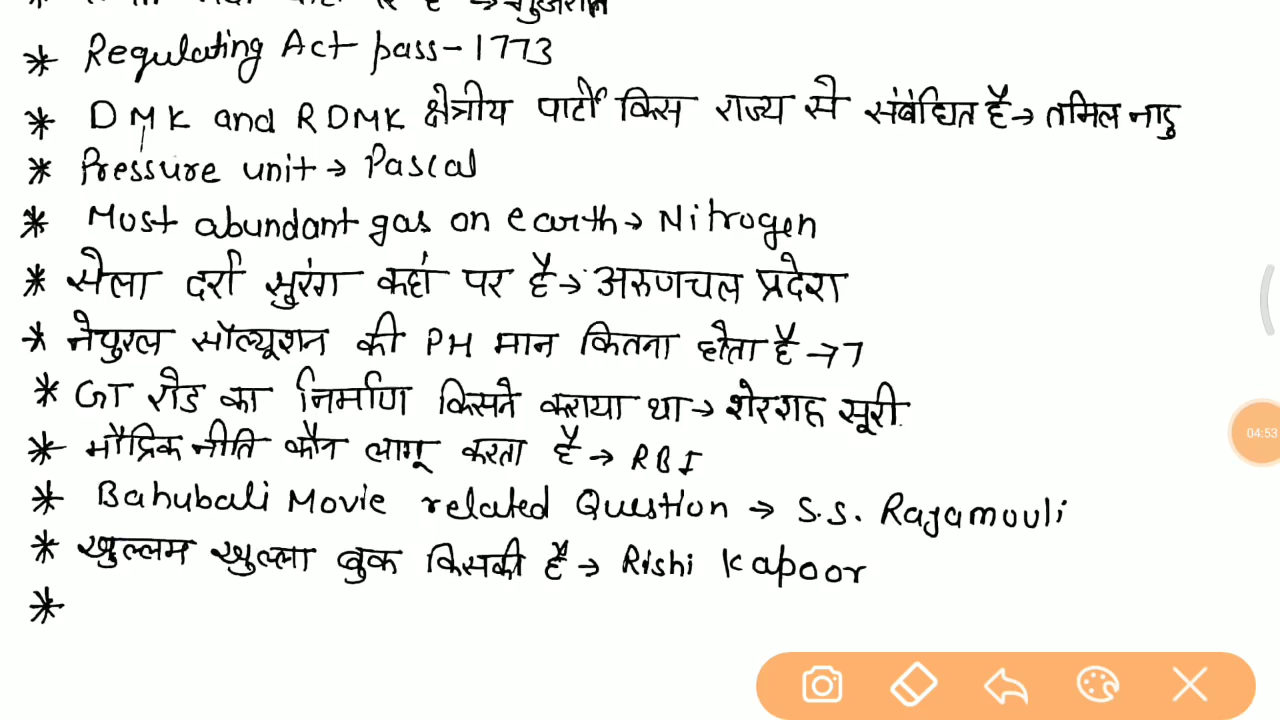 * पर है → गुजरात
* Regulating Act pass - 1773
* DMK and RDMK क्षेत्रीय पार्टी किस राज्य से संबंधित है → तमिल नाडु
* Pressure unit → Pascal
* Most abundant gas on earth → Nitrogen
* सेला दर्रा सुरंग कहां पर है → अरुणचल प्रदेश
* नेचुरल सॉल्यूशन की PH मान कितना होता है → 7
* GT रोड का निर्माण किसने कराया था → शेरशाह सूरी
* मौद्रिक नीति कौन लागू करता है → RBI
* Bahubali Movie related Question → S.S. Rajamouli
* खुल्लम खुल्ला बुक किसकी है → Rishi Kapoor
*
04:53